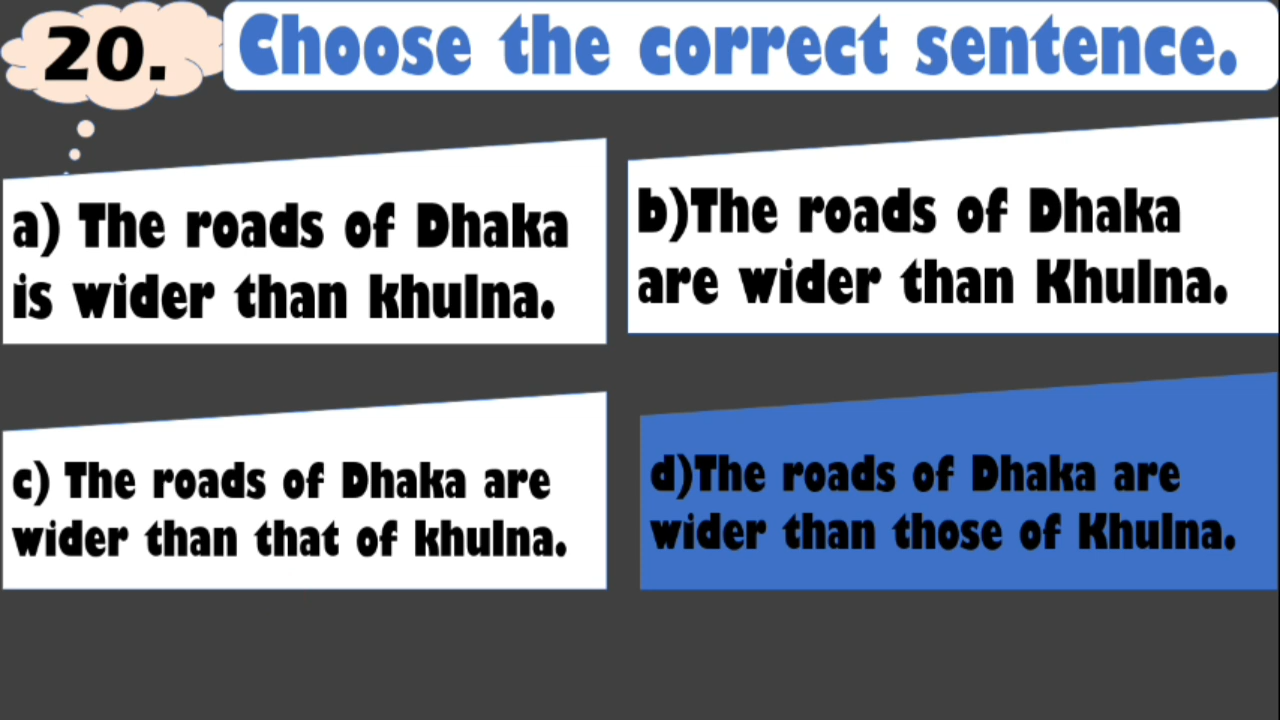 20. Choose the correct sentence.
a) The roads of Dhaka
is wider than khulna.
b)The roads of Dhaka
are wider than Khulna.
c) The roads of Dhaka are
wider than that of khulna.
d)The roads of Dhaka are
wider than those of Khulna.